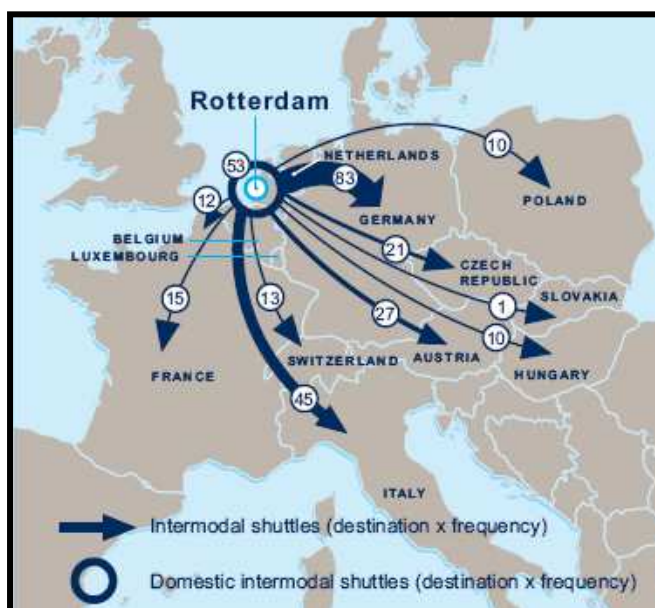 Rotterdam
53
NETHERLANDS
10
83
POLAND
12
GERMANY
BELGIUM
LUXEMBOURG
21
CZECH
REPUBLIC
15
13
1
SLOVAKIA
27
10
SWITZERLAND
AUSTRIA
HUNGARY
FRANCE
45
ITALY
Intermodal shuttles (destination x frequency)
Domestic intermodal shuttles (destination x frequency)